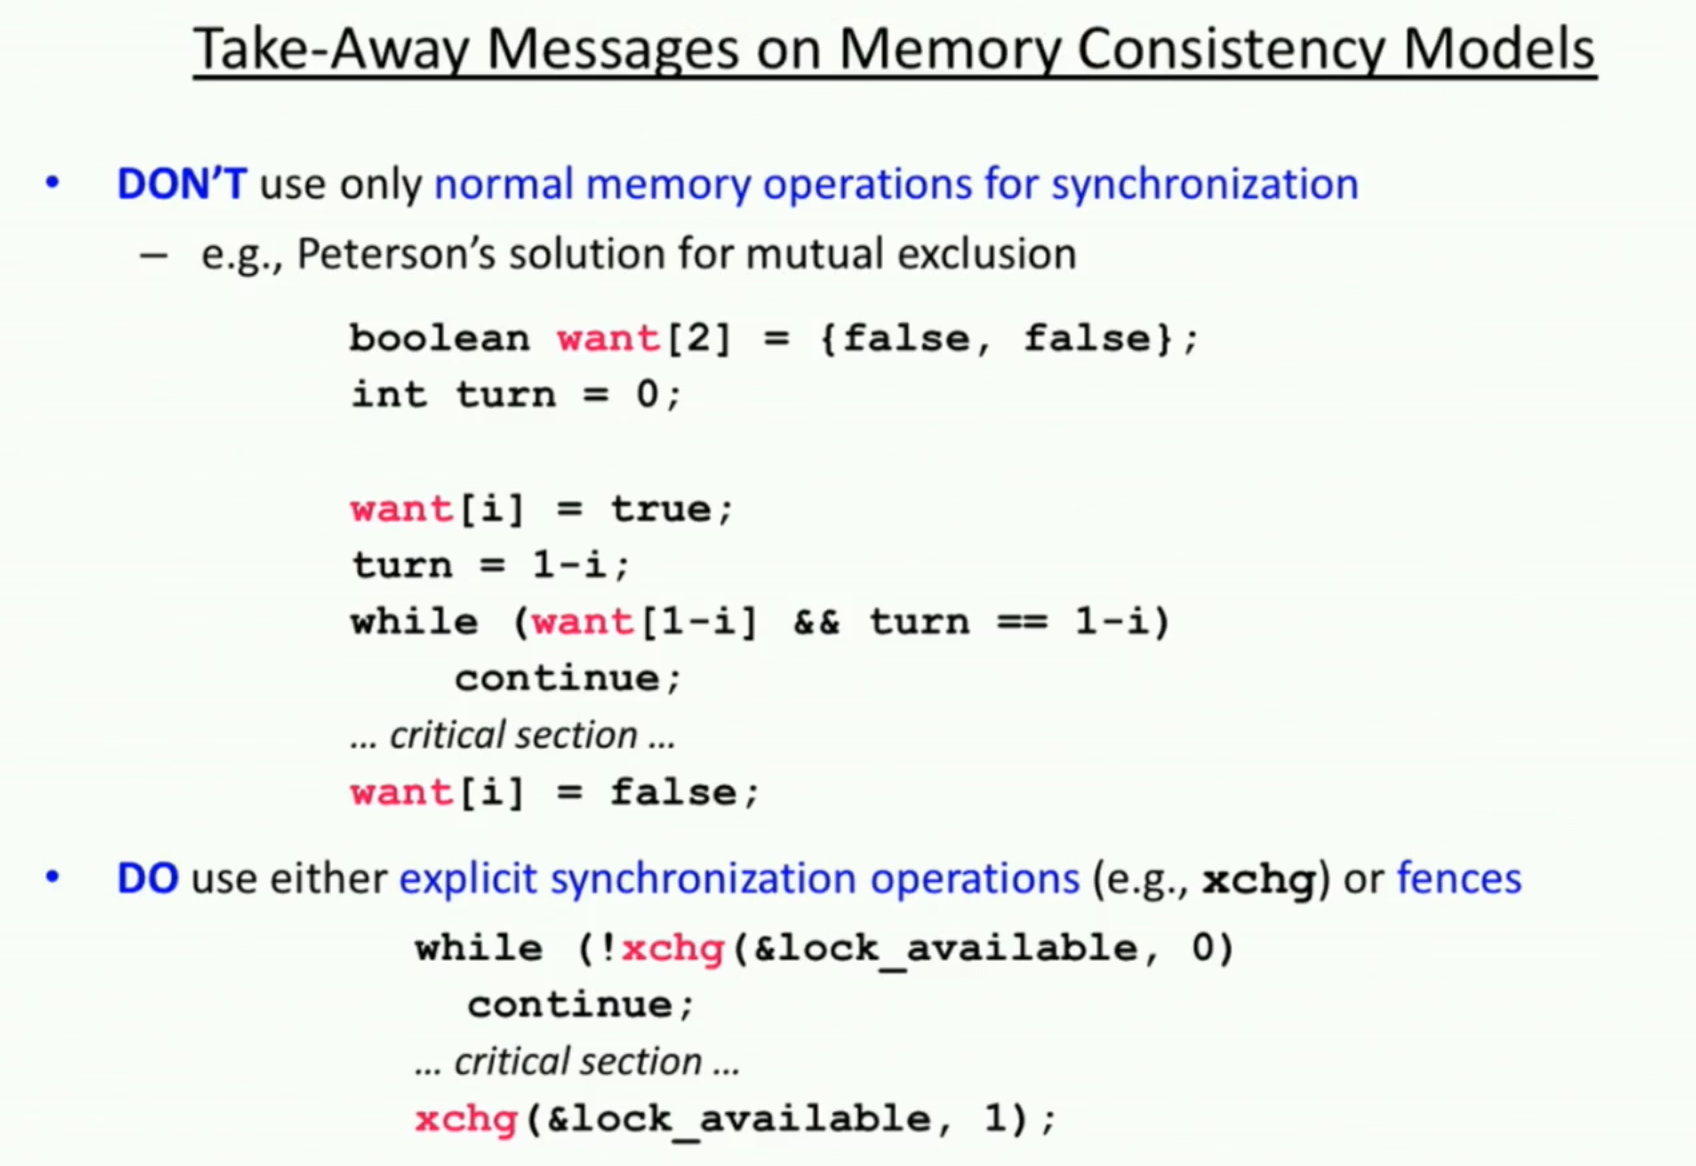 Take-Away Messages on Memory Consistency Models
• DON'T use only normal memory operations for synchronization
– e.g., Peterson's solution for mutual exclusion
boolean want[2] = {false, false};
int turn = 0;
want[i] = true;
turn = 1-i;
while (want[1-i] && turn == 1-i)
continue;
… critical section …
want[i] = false;
• DO use either explicit synchronization operations (e.g., xchg) or fences
while (!xchg(&lock_available, 0)
continue;
… critical section …
xchg(&lock_available, 1);